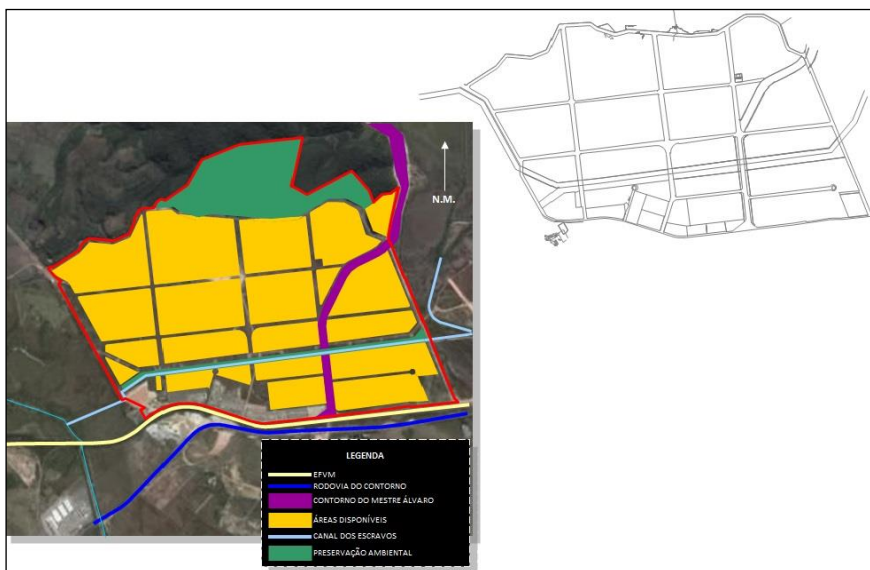 N.M.
LEGENDA
EFVM
RODOVIA DO CONTORNO
CONTORNO DO MESTRE ÁLVARO
ÁREAS DISPONÍVEIS
CANAL DOS ESCRAVOS
PRESERVAÇÃO AMBIENTAL